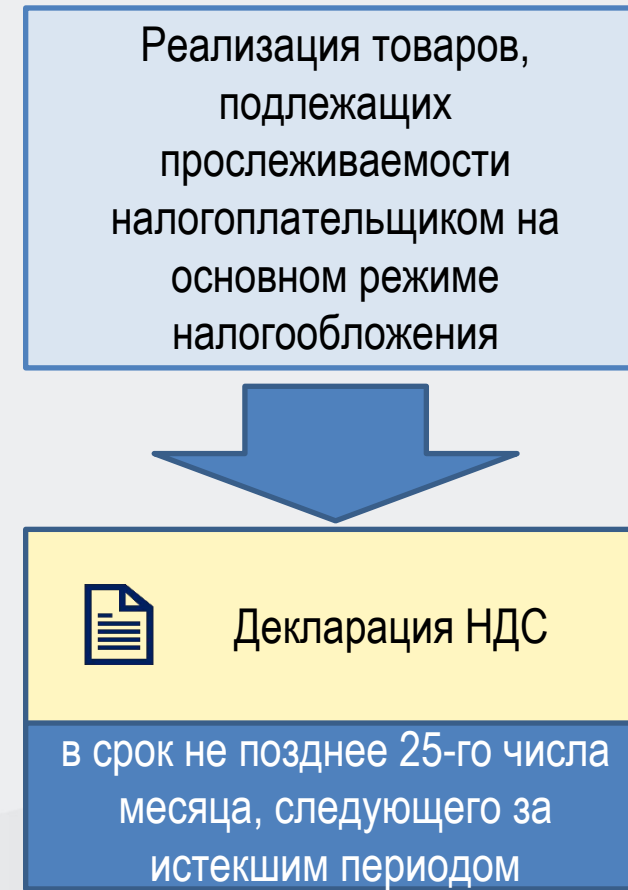 Реализация товаров,
подлежащих
прослеживаемости
налогоплательщиком на
основном режиме
налогообложения
Декларация НДС
в срок не позднее 25-го числа
месяца, следующего за
истекшим периодом